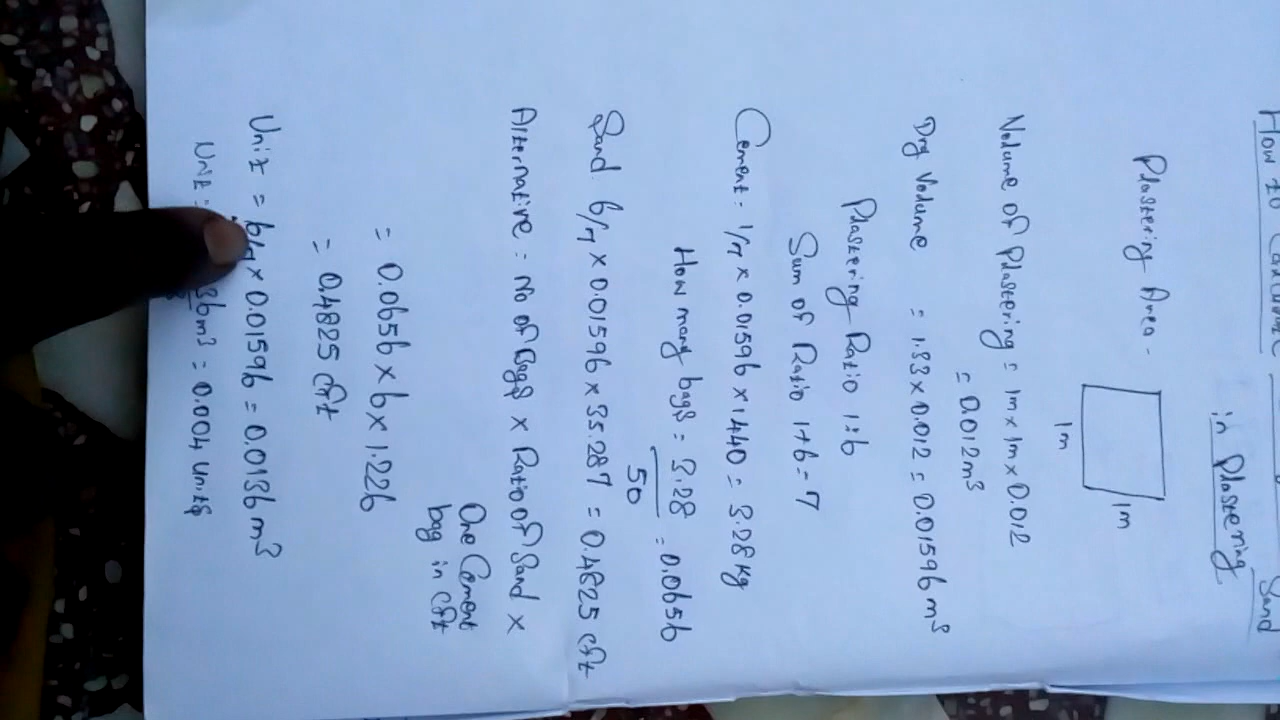 How to Calculate Sand
in Plastering
Plastering Area -
1m
1m
Volume of Plastering = 1m x 1m x 0.012
= 0.012m³
Dry Volume = 1.33 x 0.012 = 0.01596 m³
Plastering Ratio 1:6
Sum of Ratio 1+6 = 7
Cement = 1/7 x 0.01596 x 1440 = 3.28 kg
How many bags = 3.28 / 50 = 0.0656
Sand 6/7 x 0.01596 x 35.287 = 0.4825 cft
Alternative = No of Bags x Ratio of Sand x
One Cement
bag in cft
= 0.0656 x 6 x 1.226
= 0.4825 cft
Unit = 6/7 x 0.01596 = 0.0136 m³
Unit = 36m³ = 0.004 units